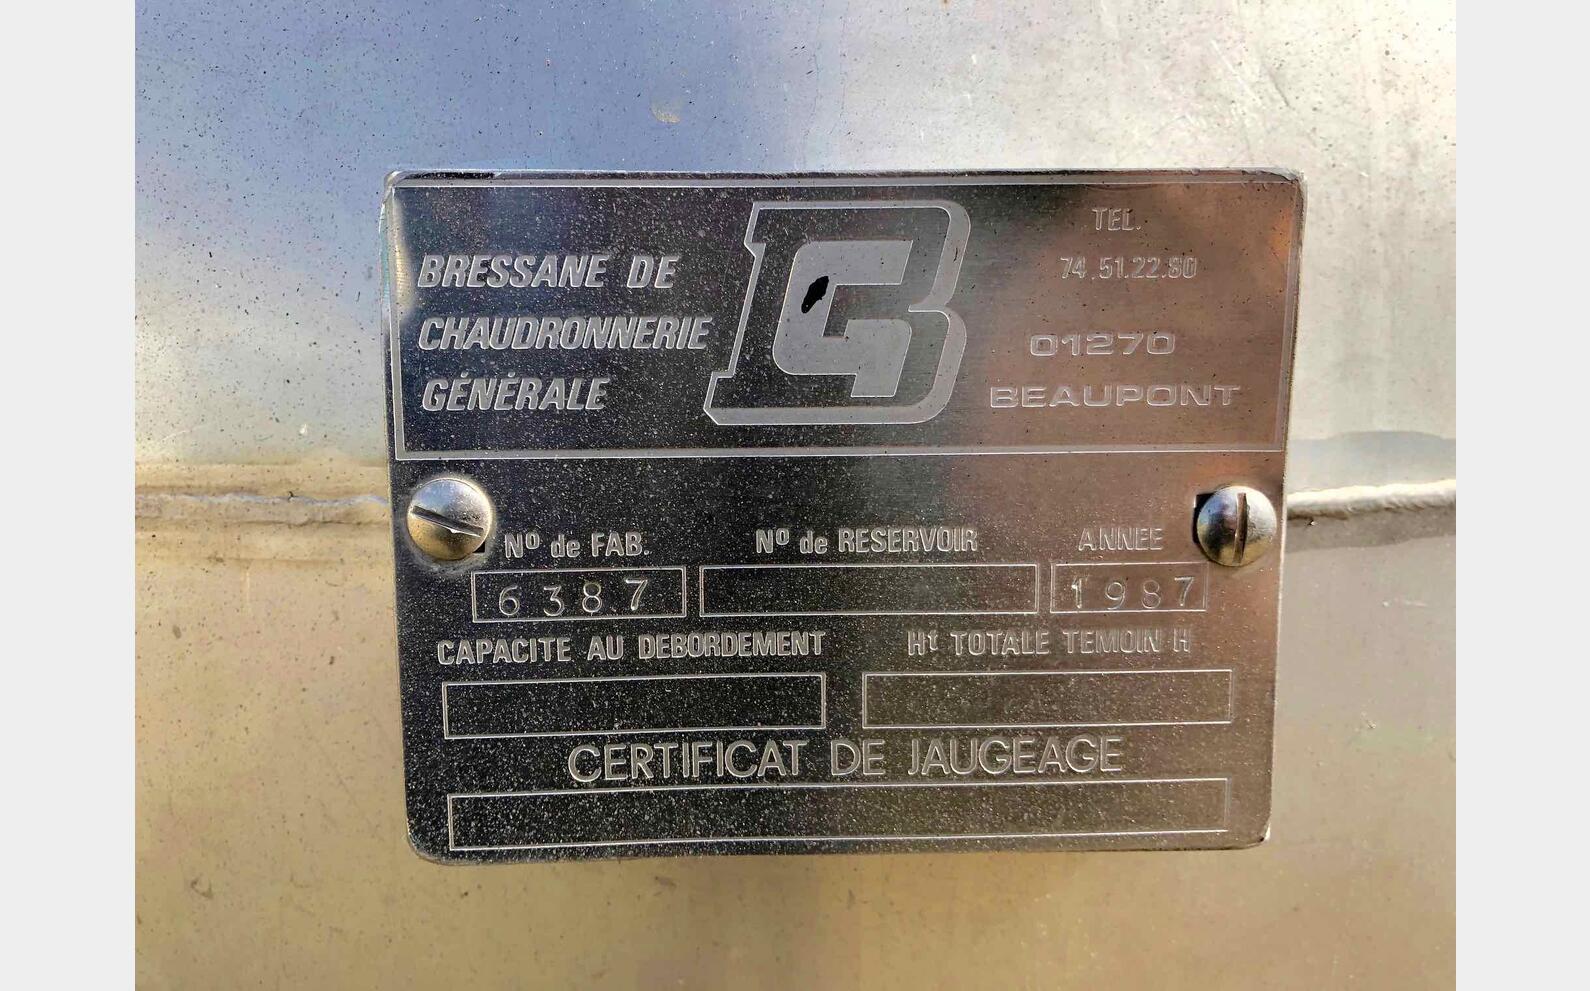 BRESSANE DE
CHAUDRONNERIE
GÉNÉRALE
BG
TEL.
74.51.22.80
01270
BEAUPONT
Nº de FAB.
6387
Nº de RESERVOIR
ANNEE
1987
CAPACITE AU DEBORDEMENT
Ht TOTALE TEMOIN H
CERTIFICAT DE JAUGEAGE